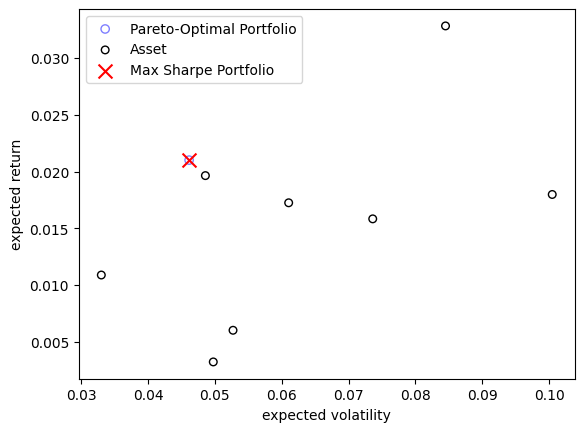 Pareto-Optimal Portfolio
Asset
Max Sharpe Portfolio
expected return
0.030
0.025
0.020
0.015
0.010
0.005
0.03 0.04 0.05 0.06 0.07 0.08 0.09 0.10
expected volatility